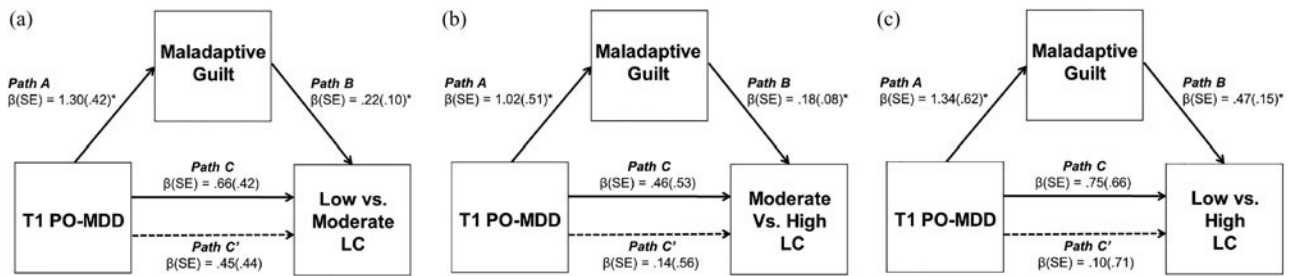 (a)
Maladaptive
Guilt
Path A
β(SE) = 1.30(.42)*
Path B
β(SE) = .22(.10)*
T1 PO-MDD
Path C
β(SE) = .66(.42)
Path C'
β(SE) = .45(.44)
Low vs.
Moderate
LC
(b)
Maladaptive
Guilt
Path A
β(SE) = 1.02(.51)*
Path B
β(SE) = .18(.08)*
T1 PO-MDD
Path C
β(SE) = .46(.53)
Path C'
β(SE) = .14(.56)
Moderate
Vs. High
LC
(c)
Maladaptive
Guilt
Path A
β(SE) = 1.34(.62)*
Path B
β(SE) = .47(.15)*
T1 PO-MDD
Path C
β(SE) = .75(.66)
Path C'
β(SE) = .10(.71)
Low vs.
High
LC